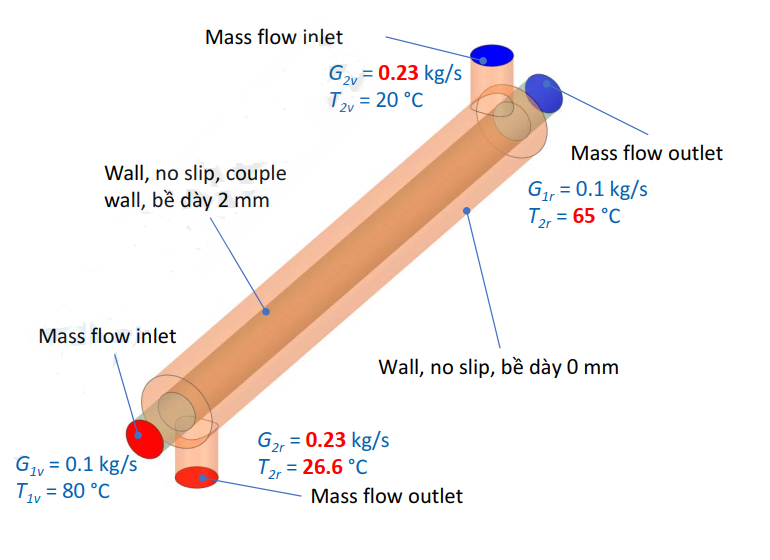 Mass flow inlet
G2v = 0.23 kg/s
T2v = 20 °C
Mass flow outlet
G1r = 0.1 kg/s
T2r = 65 °C
Wall, no slip, couple
wall, bề dày 2 mm
Mass flow inlet
Wall, no slip, bề dày 0 mm
G1v = 0.1 kg/s
T1v = 80 °C
G2r = 0.23 kg/s
T2r = 26.6 °C
Mass flow outlet